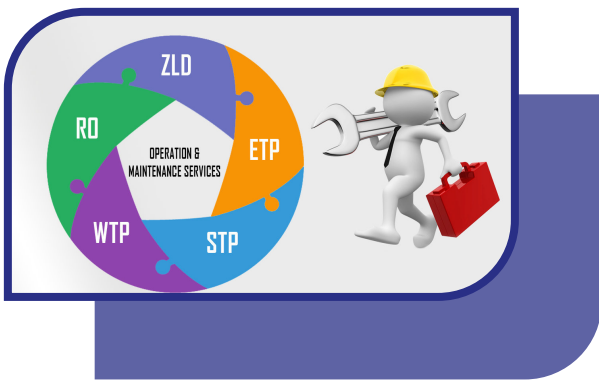 ZLD
RO
ETP
OPERATION &
MAINTENANCE SERVICES
WTP
STP